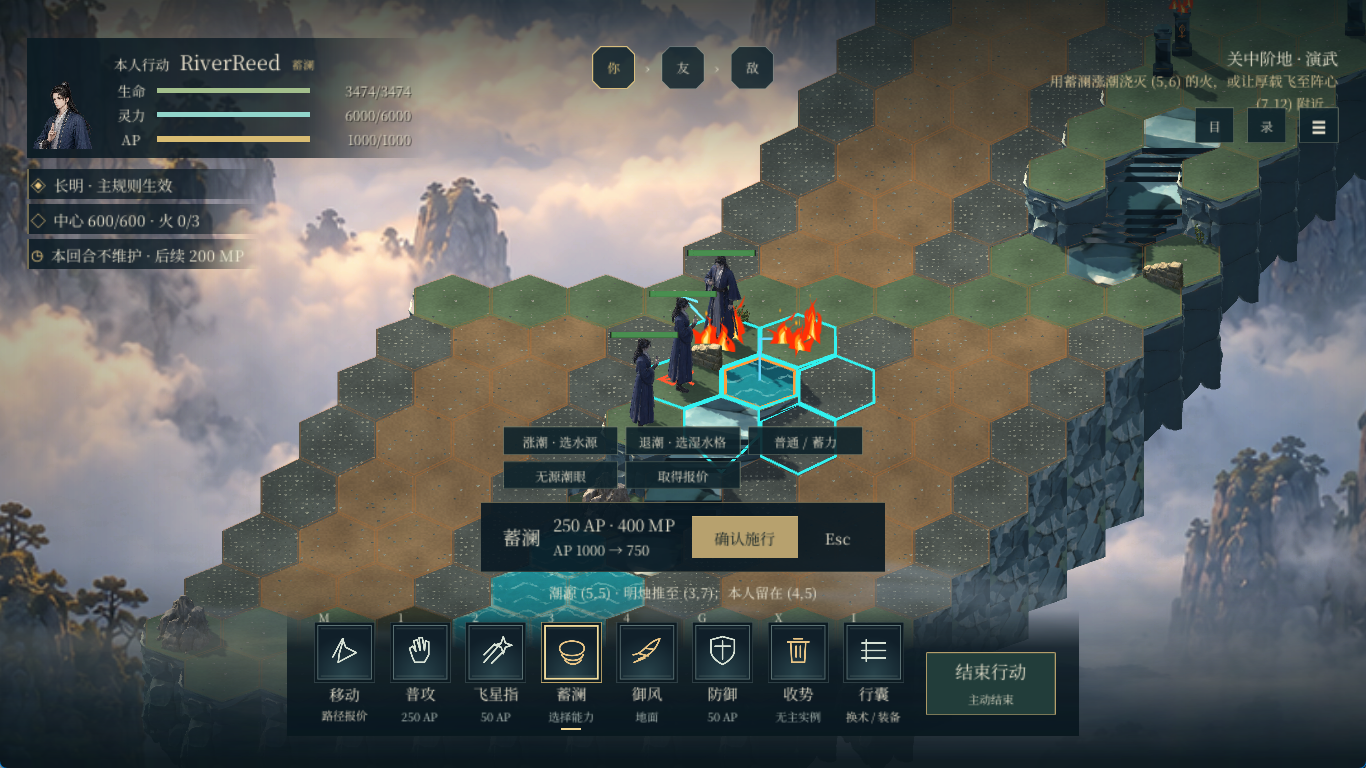 本人行动 RiverReed 蓄澜
生命 3474/3474
灵力 6000/6000
AP 1000/1000
长明 · 主规则生效
中心 600/600 · 火 0/3
本回合不维护 · 后续 200 MP
你 › 友 › 敌
关中阶地 · 演武
用蓄澜涨潮浇灭 (5,6) 的火，或让厚载飞至阵心
(7,12) 附近。
目 录
涨潮 · 选水源 退潮 · 选湿水格 普通 / 蓄力
无源潮眼 取得报价
蓄澜 250 AP · 400 MP 确认施行 Esc
AP 1000 → 750
潮源 (5,5) · 明烛推至 (3,7)；本人留在 (4,5)
M 1 2 3 4 G X I
移动 普攻 飞星指 蓄澜 御风 防御 收势 行囊
路径报价 250 AP 50 AP 选择能力 地面 50 AP 无主实例 换术 / 装备
结束行动
主动结束